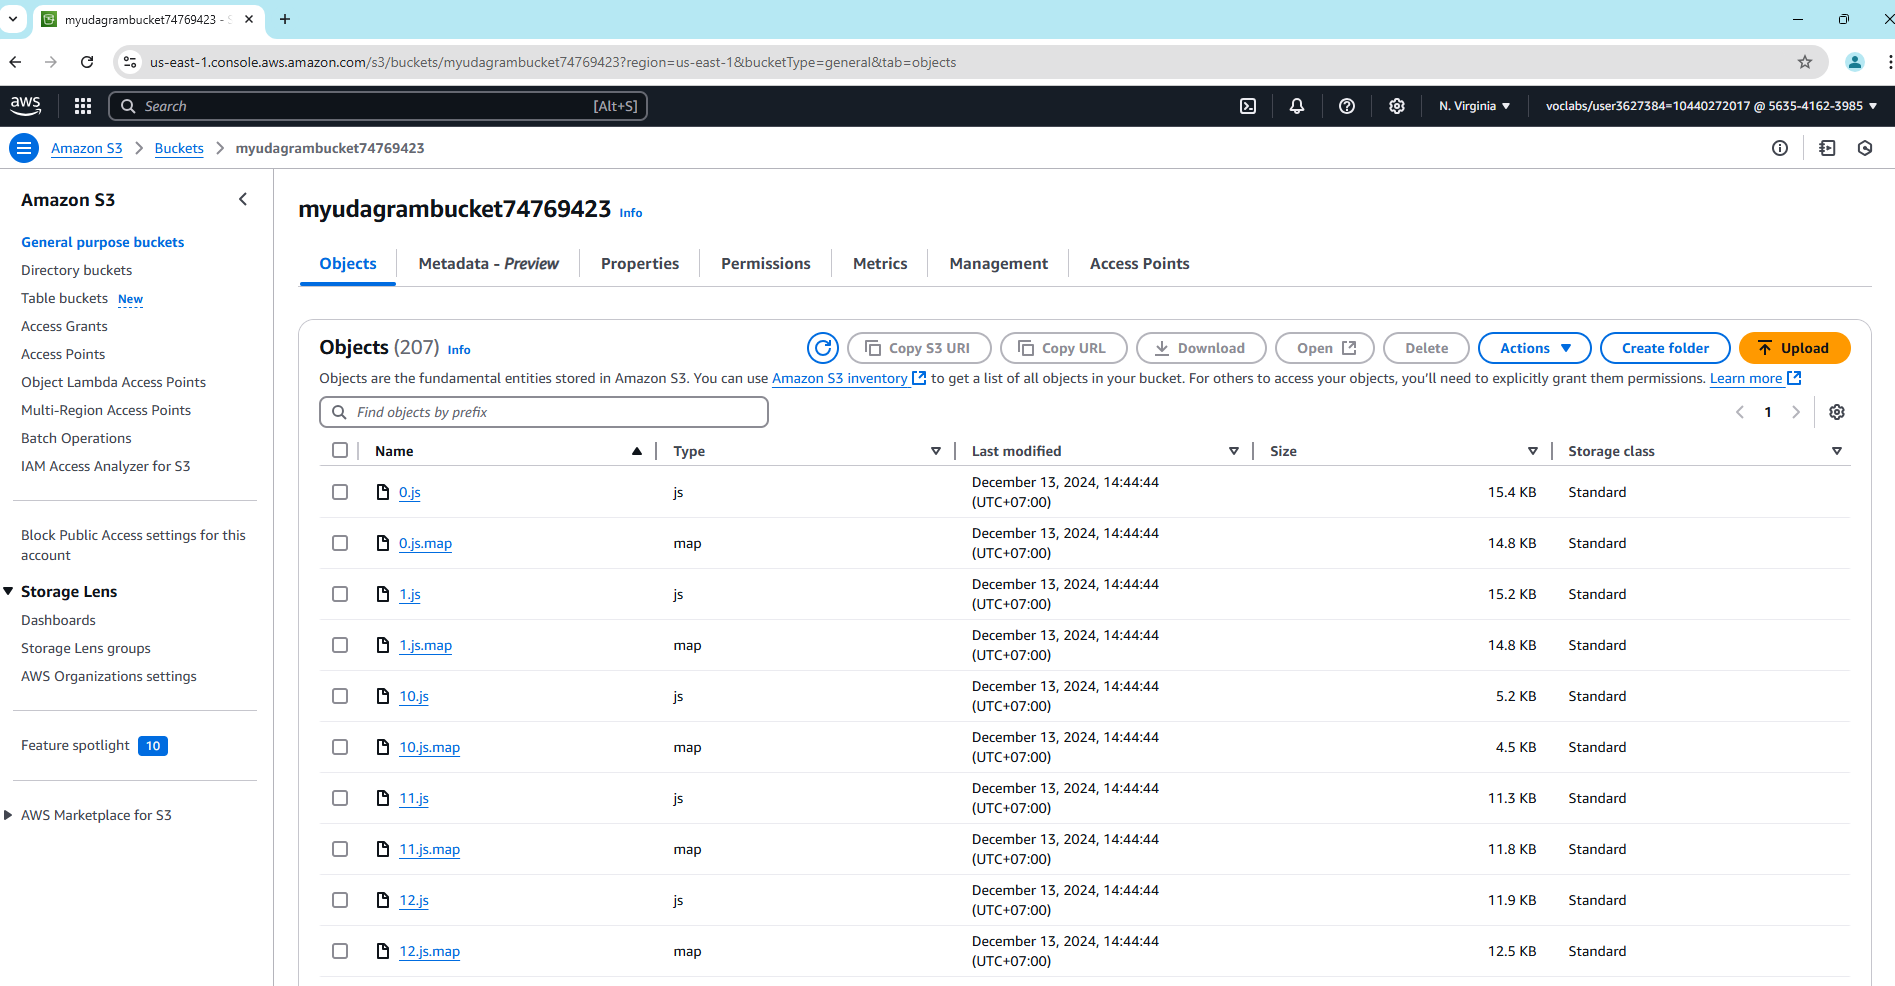 myudagrambucket74769423 - S
us-east-1.console.aws.amazon.com/s3/buckets/myudagrambucket74769423?region=us-east-1&bucketType=general&tab=objects
aws
Search [Alt+S]
N. Virginia
voclabs/user3627384=10440272017 @ 5635-4162-3985
Amazon S3
Buckets
myudagrambucket74769423
Amazon S3
General purpose buckets
Directory buckets
Table buckets New
Access Grants
Access Points
Object Lambda Access Points
Multi-Region Access Points
Batch Operations
IAM Access Analyzer for S3
Block Public Access settings for this
account
Storage Lens
Dashboards
Storage Lens groups
AWS Organizations settings
Feature spotlight 10
AWS Marketplace for S3
myudagrambucket74769423 Info
Objects
Metadata - Preview
Properties
Permissions
Metrics
Management
Access Points
Objects (207) Info
Copy S3 URI
Copy URL
Download
Open
Delete
Actions
Create folder
Upload
Objects are the fundamental entities stored in Amazon S3. You can use Amazon S3 inventory to get a list of all objects in your bucket. For others to access your objects, you'll need to explicitly grant them permissions. Learn more
Find objects by prefix
1
Name Type Last modified Size Storage class
0.js js December 13, 2024, 14:44:44 15.4 KB Standard
(UTC+07:00)
0.js.map map December 13, 2024, 14:44:44 14.8 KB Standard
(UTC+07:00)
1.js js December 13, 2024, 14:44:44 15.2 KB Standard
(UTC+07:00)
1.js.map map December 13, 2024, 14:44:44 14.8 KB Standard
(UTC+07:00)
10.js js December 13, 2024, 14:44:44 5.2 KB Standard
(UTC+07:00)
10.js.map map December 13, 2024, 14:44:44 4.5 KB Standard
(UTC+07:00)
11.js js December 13, 2024, 14:44:44 11.3 KB Standard
(UTC+07:00)
11.js.map map December 13, 2024, 14:44:44 11.8 KB Standard
(UTC+07:00)
12.js js December 13, 2024, 14:44:44 11.9 KB Standard
(UTC+07:00)
12.js.map map December 13, 2024, 14:44:44 12.5 KB Standard
(UTC+07:00)